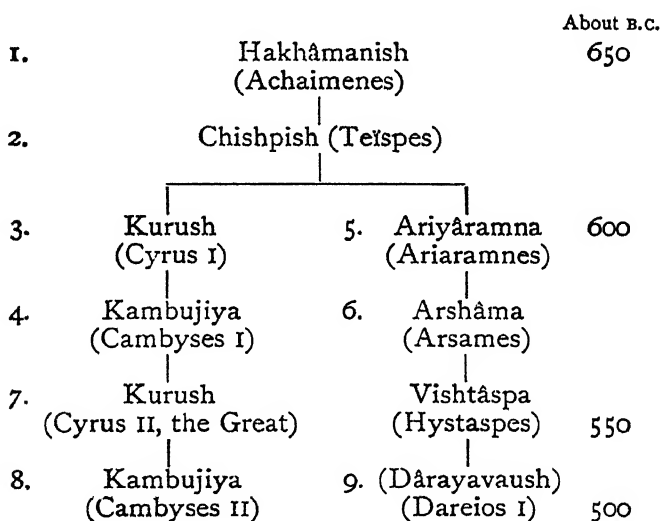 About B.C.
1. Hakhâmanish 650
(Achaimenes)
2. Chishpish (Teïspes)
3. Kurush 5. Ariyâramna 600
(Cyrus I) (Ariaramnes)
4. Kambujiya 6. Arshâma
(Cambyses I) (Arsames)
7. Kurush Vishtâspa
(Cyrus II, the Great) (Hystaspes) 550
8. Kambujiya 9. (Dârayavaush)
(Cambyses II) (Dareios I) 500